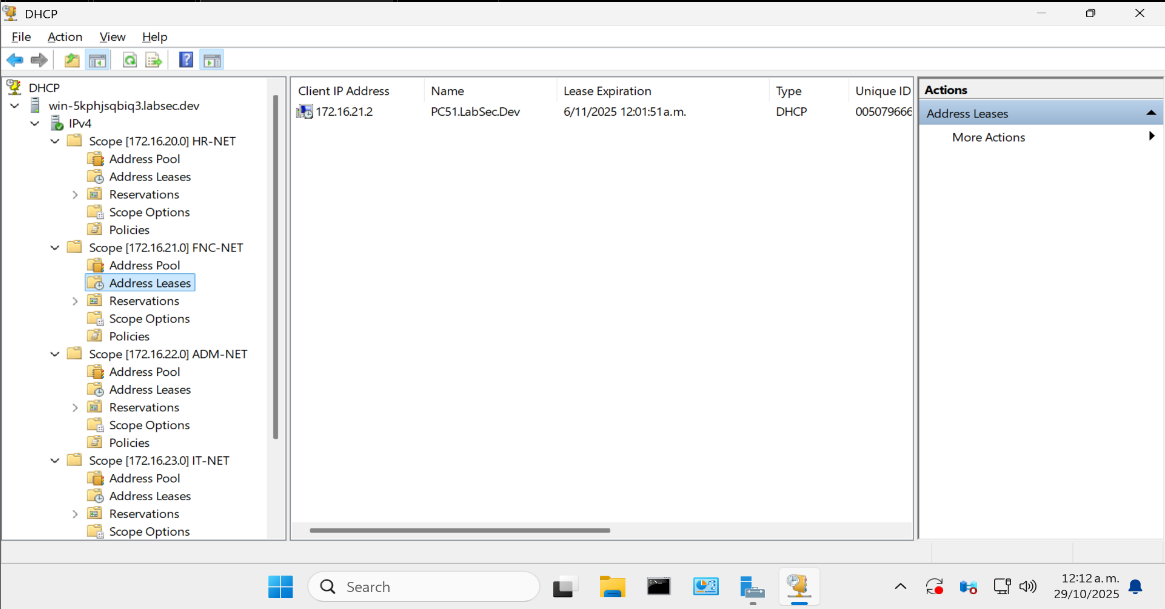 DHCP
File Action View Help
DHCP
win-5kphjsqbiq3.labsec.dev
IPv4
Scope [172.16.20.0] HR-NET
Address Pool
Address Leases
Reservations
Scope Options
Policies
Scope [172.16.21.0] FNC-NET
Address Pool
Address Leases
Reservations
Scope Options
Policies
Scope [172.16.22.0] ADM-NET
Address Pool
Address Leases
Reservations
Scope Options
Policies
Scope [172.16.23.0] IT-NET
Address Pool
Address Leases
Reservations
Scope Options
Client IP Address Name Lease Expiration Type Unique ID
172.16.21.2 PC51.LabSec.Dev 6/11/2025 12:01:51 a.m. DHCP 005079666
Actions
Address Leases
More Actions
Search
12:12 a.m.
29/10/2025